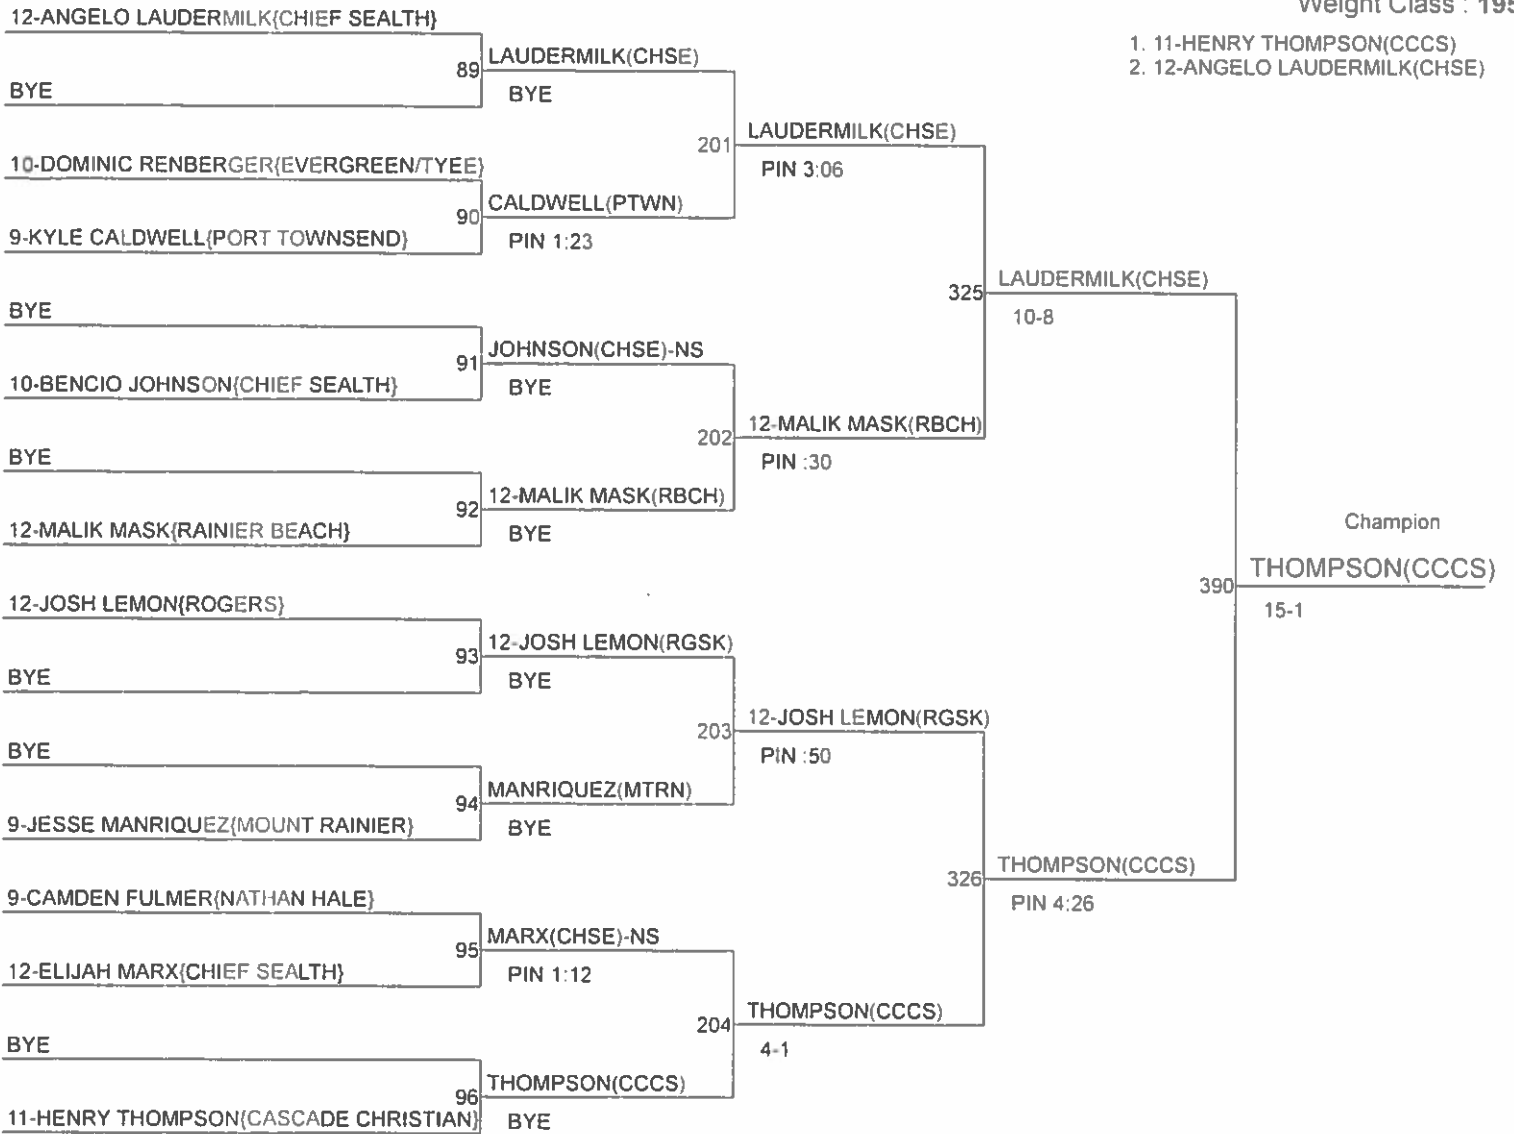 Weight Class : 195
1. 11-HENRY THOMPSON(CCCS)
2. 12-ANGELO LAUDERMILK(CHSE)
12-ANGELO LAUDERMILK{CHIEF SEALTH}
89 LAUDERMILK(CHSE)
BYE
BYE
201 LAUDERMILK(CHSE)
PIN 3:06
10-DOMINIC RENBERGER{EVERGREEN/TYEE}
90 CALDWELL(PTWN)
9-KYLE CALDWELL{PORT TOWNSEND}
PIN 1:23
325 LAUDERMILK(CHSE)
10-8
BYE
91 JOHNSON(CHSE)-NS
10-BENCIO JOHNSON{CHIEF SEALTH}
BYE
202 12-MALIK MASK(RBCH)
PIN :30
BYE
92 12-MALIK MASK(RBCH)
12-MALIK MASK{RAINIER BEACH}
BYE
Champion
390 THOMPSON(CCCS)
15-1
12-JOSH LEMON{ROGERS}
93 12-JOSH LEMON(RGSK)
BYE
BYE
203 12-JOSH LEMON(RGSK)
PIN :50
BYE
94 MANRIQUEZ(MTRN)
9-JESSE MANRIQUEZ{MOUNT RAINIER}
BYE
326 THOMPSON(CCCS)
PIN 4:26
9-CAMDEN FULMER{NATHAN HALE}
95 MARX(CHSE)-NS
12-ELIJAH MARX{CHIEF SEALTH}
PIN 1:12
204 THOMPSON(CCCS)
4-1
BYE
96 THOMPSON(CCCS)
11-HENRY THOMPSON{CASCADE CHRISTIAN}
BYE